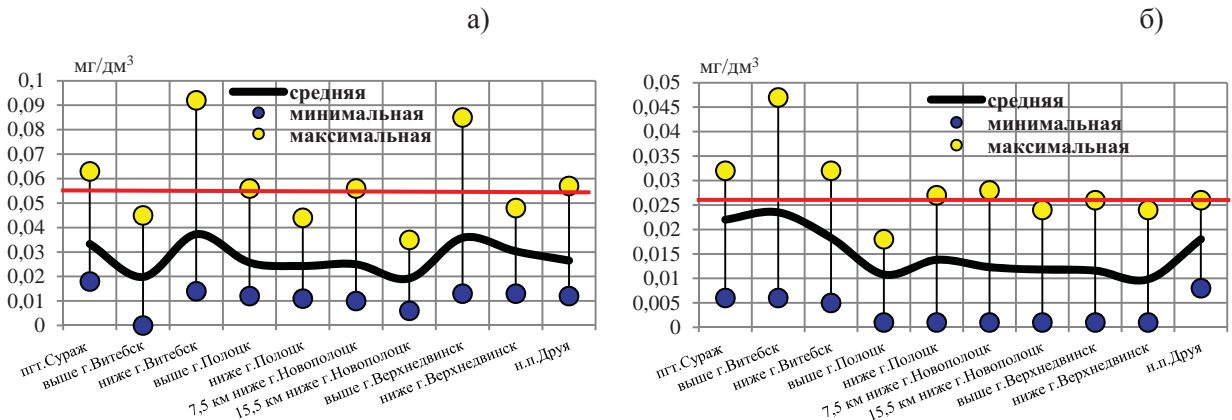 а)
мг/дм³
0,1
0,09
0,08
0,07
0,06
0,05
0,04
0,03
0,02
0,01
0
средняя
минимальная
максимальная
пгт.Сураж
выше г.Витебск
ниже г.Витебск
выше г.Полоцк
ниже г.Полоцк
7,5 км ниже г.Новополоцк
15,5 км ниже г.Новополоцк
выше г.Верхнедвинск
ниже г.Верхнедвинск
н.п.Друя
б)
мг/дм³
0,05
0,045
0,04
0,035
0,03
0,025
0,02
0,015
0,01
0,005
0
средняя
минимальная
максимальная
пгт.Сураж
выше г.Витебск
ниже г.Витебск
выше г.Полоцк
ниже г.Полоцк
7,5 км ниже г.Новополоцк
15,5 км ниже г.Новополоцк
выше г.Верхнедвинск
ниже г.Верхнедвинск
н.п.Друя